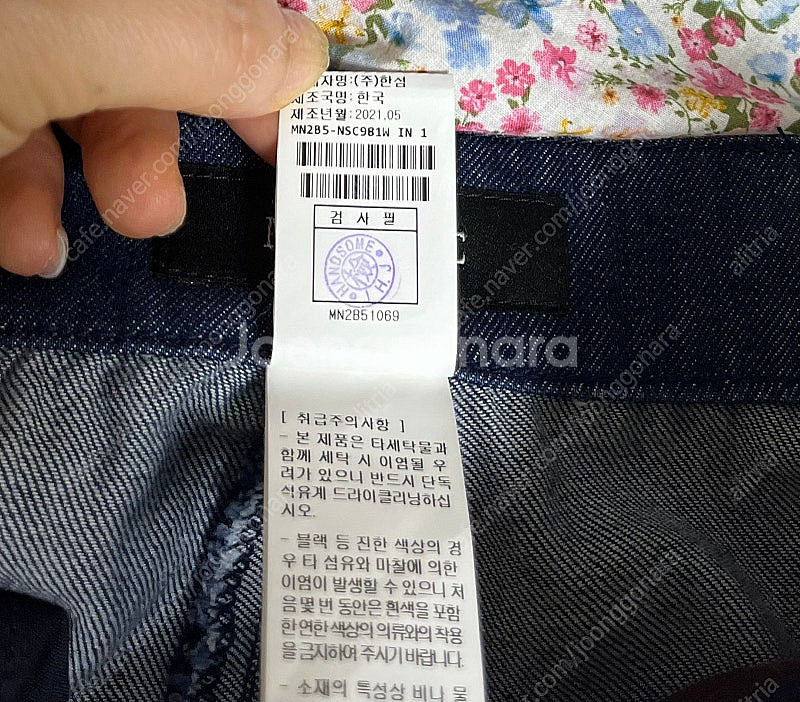 자명:(주)한섬
제조국명: 한국
제조년월: 2021.05
MN2B5-NSC981W IN 1
검 사 필
HANDSOME
MN2B51069
Joonggonara
[ 취급주의사항 ]
- 본 제품은 타세탁물과
함께 세탁 시 이염될 우
려가 있으니 반드시 단독
석유계 드라이클리닝하십
시오.
- 블랙 등 진한 색상의 경
우 타 섬유와 마찰에 의한
이염이 발생할 수 있으니 처
음 몇 번 동안은 흰색을 포함
한 연한 색상의 의류와의 착용
을 금지하여 주시기 바랍니다.
- 소재의 특성상 비나 물
cafe.naver.com/joonggonara
alitria